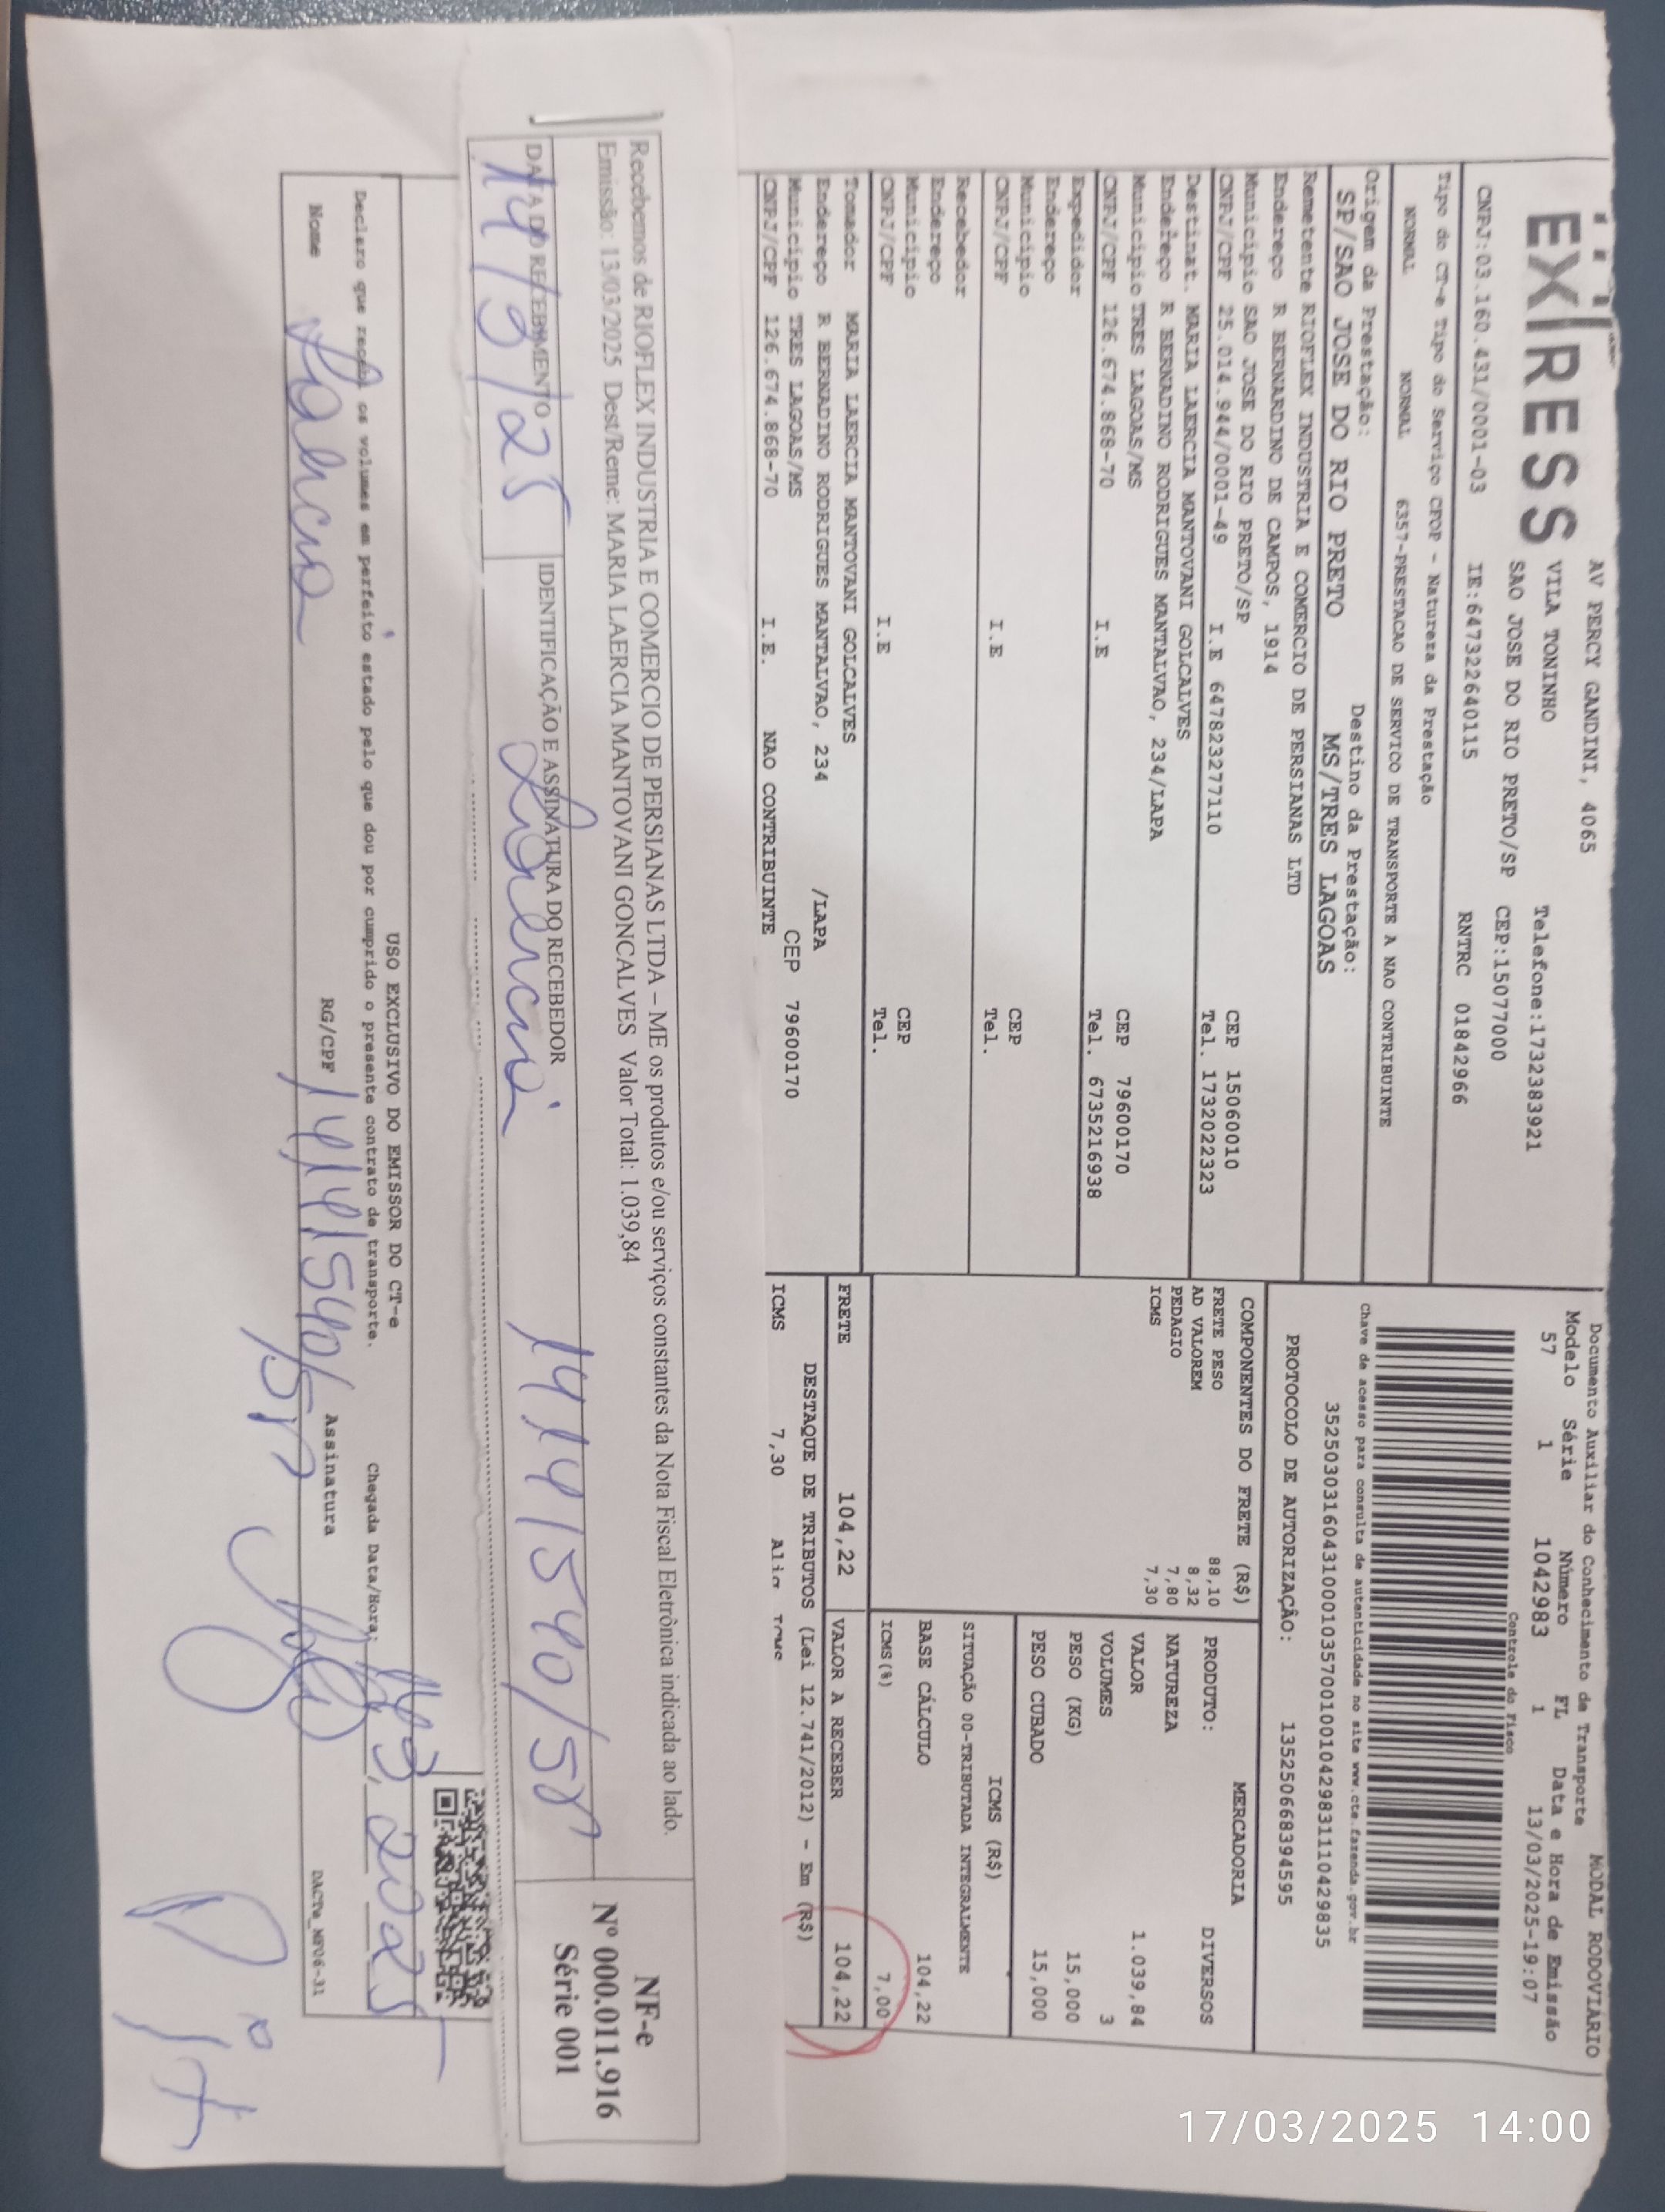 EXPRESS
AV PERCY GANDINI, 4065
VILA TONINHO
Telefone:1732383921
SAO JOSE DO RIO PRETO/SP CEP:15077000
CNPJ:03.160.431/0001-03 IE:647322640115 RNTRC 01842966
Tipo do CT-e Tipo do Serviço CFOP - Natureza da Prestação
NORMAL NORMAL 6357-PRESTACAO DE SERVICO DE TRANSPORTE A NAO CONTRIBUINTE
Origem da Prestação: Destino da Prestação:
SP/SAO JOSE DO RIO PRETO MS/TRES LAGOAS
Remetente RIOFLEX INDUSTRIA E COMERCIO DE PERSIANAS LTD
Endereço R BERNARDINO DE CAMPOS, 1914
Município SAO JOSE DO RIO PRETO/SP CEP 15060010
CNPJ/CPF 25.014.944/0001-49 I.E 647823277110 Tel. 1732022323
Destinat. MARIA LAERCIA MANTOVANI GOLCALVES
Endereço R BERNADINO RODRIGUES MANTALVAO, 234/LAPA
Município TRES LAGOAS/MS CEP 79600170
CNPJ/CPF 126.674.868-70 I.E Tel. 6735216938
Expedidor
Endereço
Município CEP
CNPJ/CPF I.E Tel.
Recebedor
Endereço
Município CEP
CNPJ/CPF I.E Tel.
Tomador MARIA LAERCIA MANTOVANI GOLCALVES
Endereço R BERNADINO RODRIGUES MANTALVAO, 234 /LAPA
Município TRES LAGOAS/MS CEP 79600170
CNPJ/CPF 126.674.868-70 I.E. NAO CONTRIBUINTE
Documento Auxiliar do Conhecimento de Transporte MODAL RODOVIÁRIO
Modelo Série Número FL Data e Hora de Emissão
57 1 1042983 1 13/03/2025-19:07
Controle do Fisco
Chave de acesso para consulta de autenticidade no site www.cte.fazenda.gov.br
35250303160431000103570010010429831110429835
PROTOCOLO DE AUTORIZAÇÃO: 135250668394595
COMPONENTES DO FRETE (R$)
FRETE PESO 88,10
AD VALOREM 8,32
PEDAGIO 7,80
ICMS 7,30
MERCADORIA
PRODUTO: DIVERSOS
NATUREZA
VALOR 1.039,84
VOLUMES 3
PESO (KG) 15,000
PESO CUBADO 15,000
ICMS (R$)
SITUAÇÃO 00-TRIBUTADA INTEGRALMENTE
BASE CÁLCULO 104,22
ICMS(%) 7,00
FRETE 104,22 VALOR A RECEBER 104,22
DESTAQUE DE TRIBUTOS (Lei 12.741/2012) - Em (R$)
ICMS 7,30 Aliq ICMS
Recebemos de RIOFLEX INDUSTRIA E COMERCIO DE PERSIANAS LTDA – ME os produtos e/ou serviços constantes da Nota Fiscal Eletrônica indicada ao lado.
Emissão: 13/03/2025 Dest/Reme: MARIA LAERCIA MANTOVANI GONCALVES Valor Total: 1.039,84
DATA DO RECEBIMENTO IDENTIFICAÇÃO E ASSINATURA DO RECEBEDOR
14/3/25 Laercia
NF-e
Nº 000.011.916
Série 001
USO EXCLUSIVO DO EMISSOR DO CT-e
Declaro que recebi os volumes em perfeito estado pelo que dou por cumprido o presente contrato de transporte. Chegada Data/Hora:
2025
Nome Laercia RG/CPF Assinatura
DACTe_MP06-31
17/03/2025 14:00